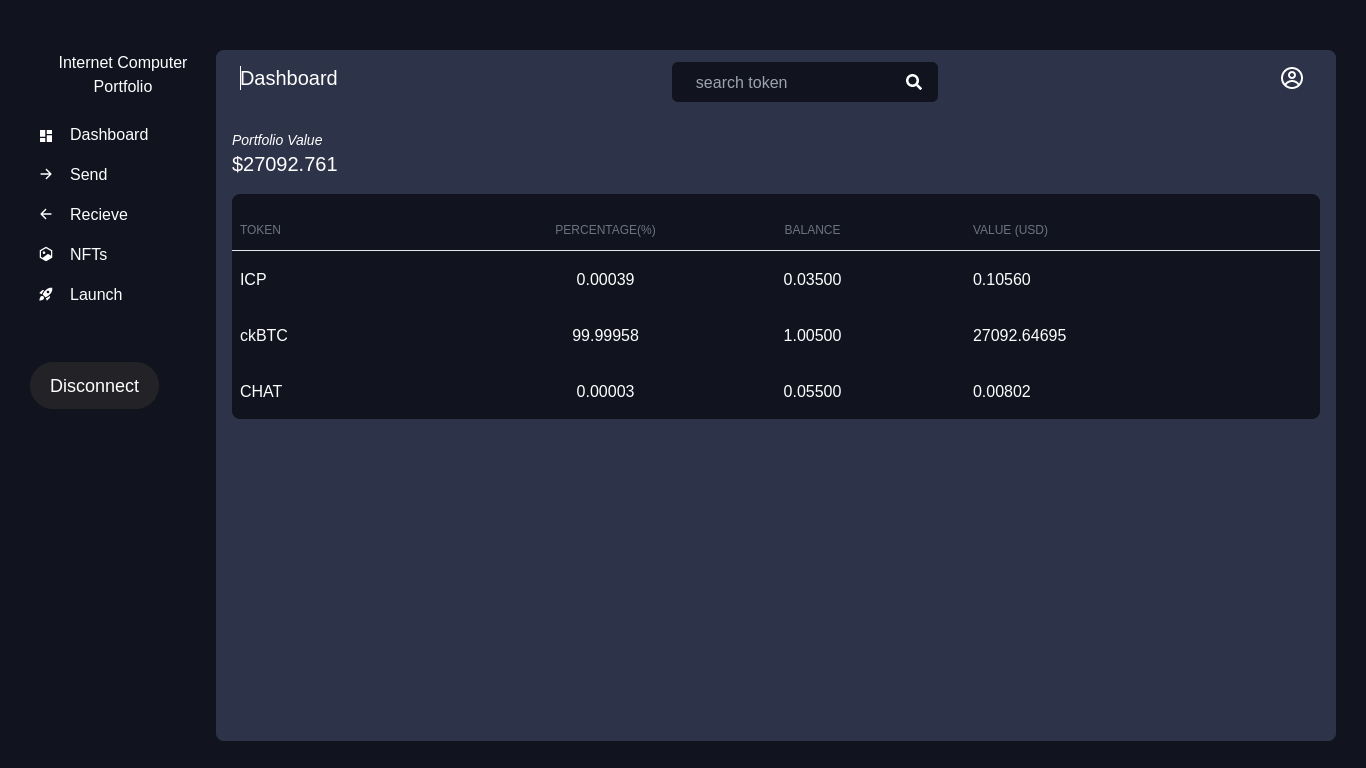 Internet Computer
Portfolio
Dashboard
Send
Recieve
NFTs
Launch
Disconnect
Dashboard
search token
Portfolio Value
$27092.761
TOKEN PERCENTAGE(%) BALANCE VALUE (USD)
ICP 0.00039 0.03500 0.10560
ckBTC 99.99958 1.00500 27092.64695
CHAT 0.00003 0.05500 0.00802